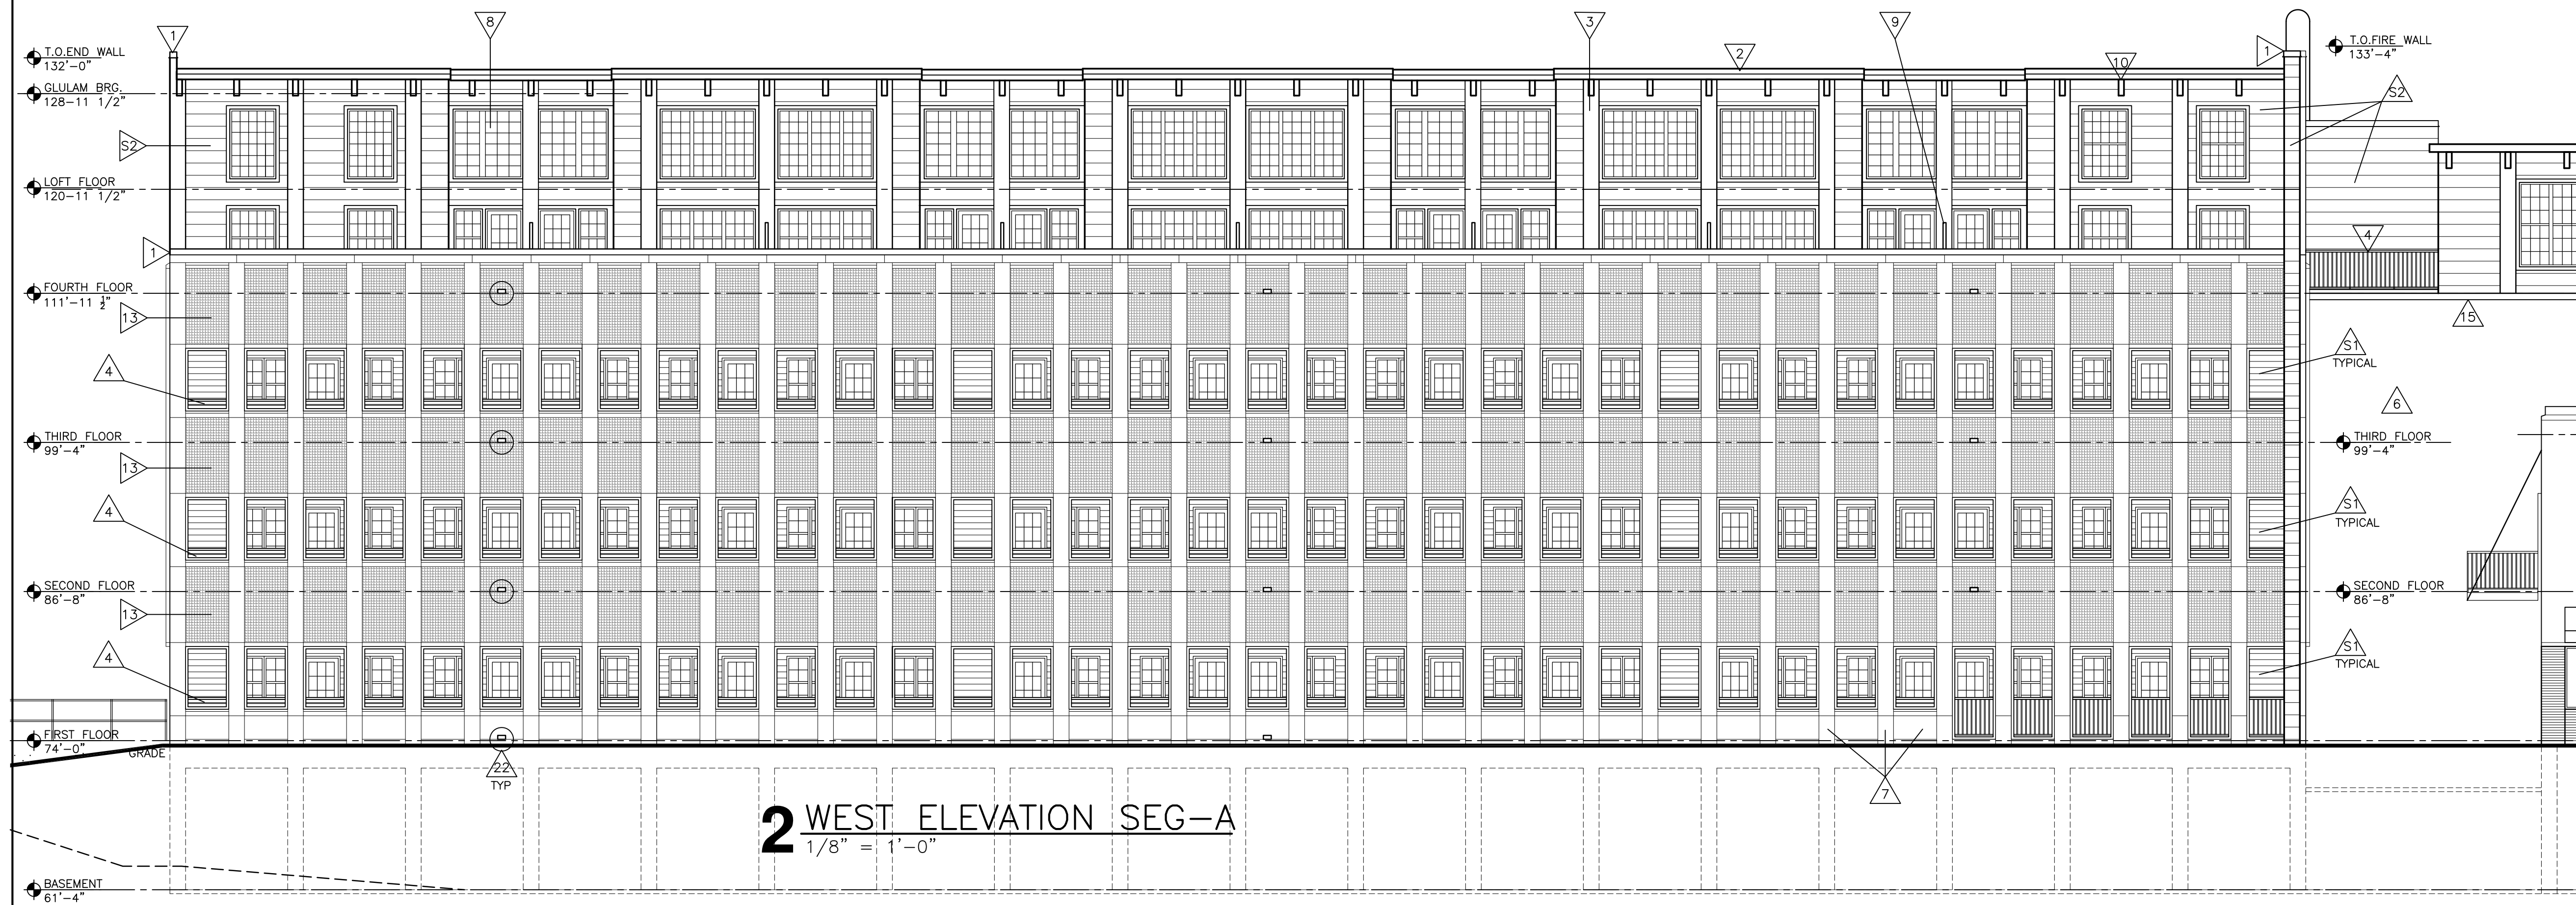 1
8
3
9
2
10
1
T.O.END WALL
132'-0"
T.O.FIRE WALL
133'-4"
GLULAM BRG.
128-11 1/2"
S2
S2
LOFT FLOOR
120-11 1/2"
1
4
FOURTH FLOOR
111'-11 1/2"
13
15
4
S1
TYPICAL
6
THIRD FLOOR
99'-4"
THIRD FLOOR
99'-4"
13
4
S1
TYPICAL
SECOND FLOOR
86'-8"
SECOND FLOOR
86'-8"
13
4
S1
TYPICAL
FIRST FLOOR
74'-0"
GRADE
22
TYP
7
2 WEST ELEVATION SEG-A
1/8" = 1'-0"
BASEMENT
61'-4"